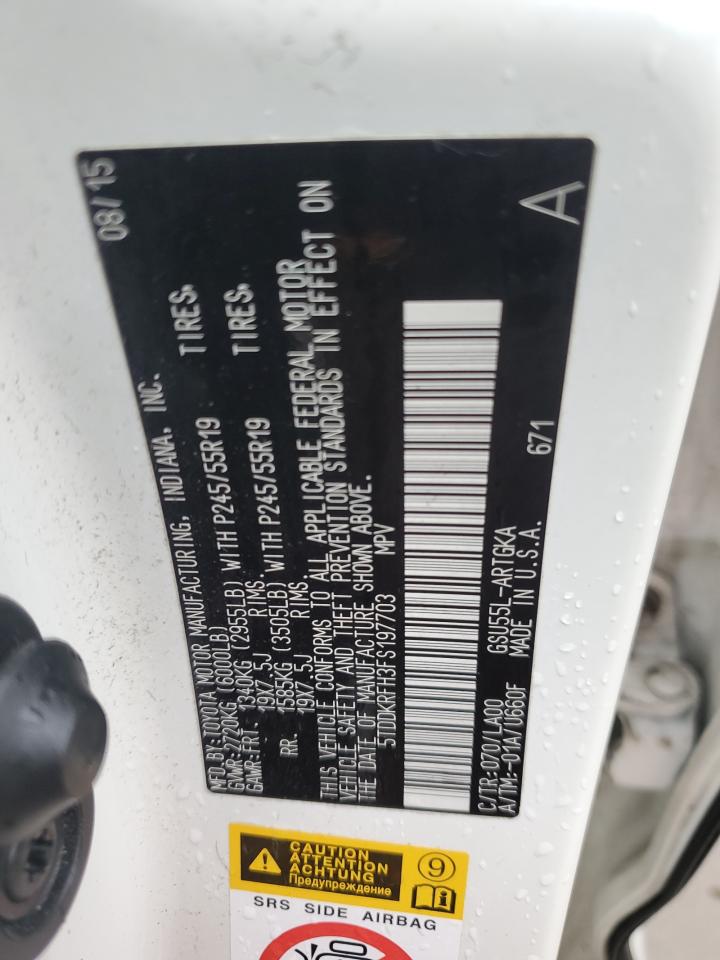 MFD.BY:TOYOTA MOTOR MANUFACTURING, INDIANA, INC. 08/15
GVWR:2220KG (6000LB)
GAWR:FRT. 1340KG (2955LB) WITH P245/55R19 TIRES,
19X7.5J RIMS.
RR. 1585KG (3505LB) WITH P245/55R19 TIRES,
19X7.5J RIMS.
THIS VEHICLE CONFORMS TO ALL APPLICABLE FEDERAL MOTOR
VEHICLE SAFETY AND THEFT PREVENTION STANDARDS IN EFFECT ON
THE DATE OF MANUFACTURE SHOWN ABOVE.
5TDDKRFH3FS197703 MPV
C/TR:070/LA00 GSU55L-ARTGKA 671
A/TM:-01A/U660F MADE IN U.S.A. A
CAUTION
ATTENTION
ACHTUNG
Предупреждение
9
SRS SIDE AIRBAG